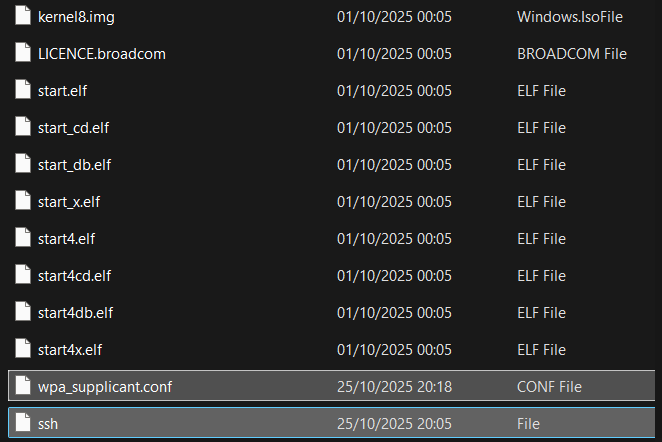 kernel8.img 01/10/2025 00:05 Windows.IsoFile
LICENCE.broadcom 01/10/2025 00:05 BROADCOM File
start.elf 01/10/2025 00:05 ELF File
start_cd.elf 01/10/2025 00:05 ELF File
start_db.elf 01/10/2025 00:05 ELF File
start_x.elf 01/10/2025 00:05 ELF File
start4.elf 01/10/2025 00:05 ELF File
start4cd.elf 01/10/2025 00:05 ELF File
start4db.elf 01/10/2025 00:05 ELF File
start4x.elf 01/10/2025 00:05 ELF File
wpa_supplicant.conf 25/10/2025 20:18 CONF File
ssh 25/10/2025 20:05 File